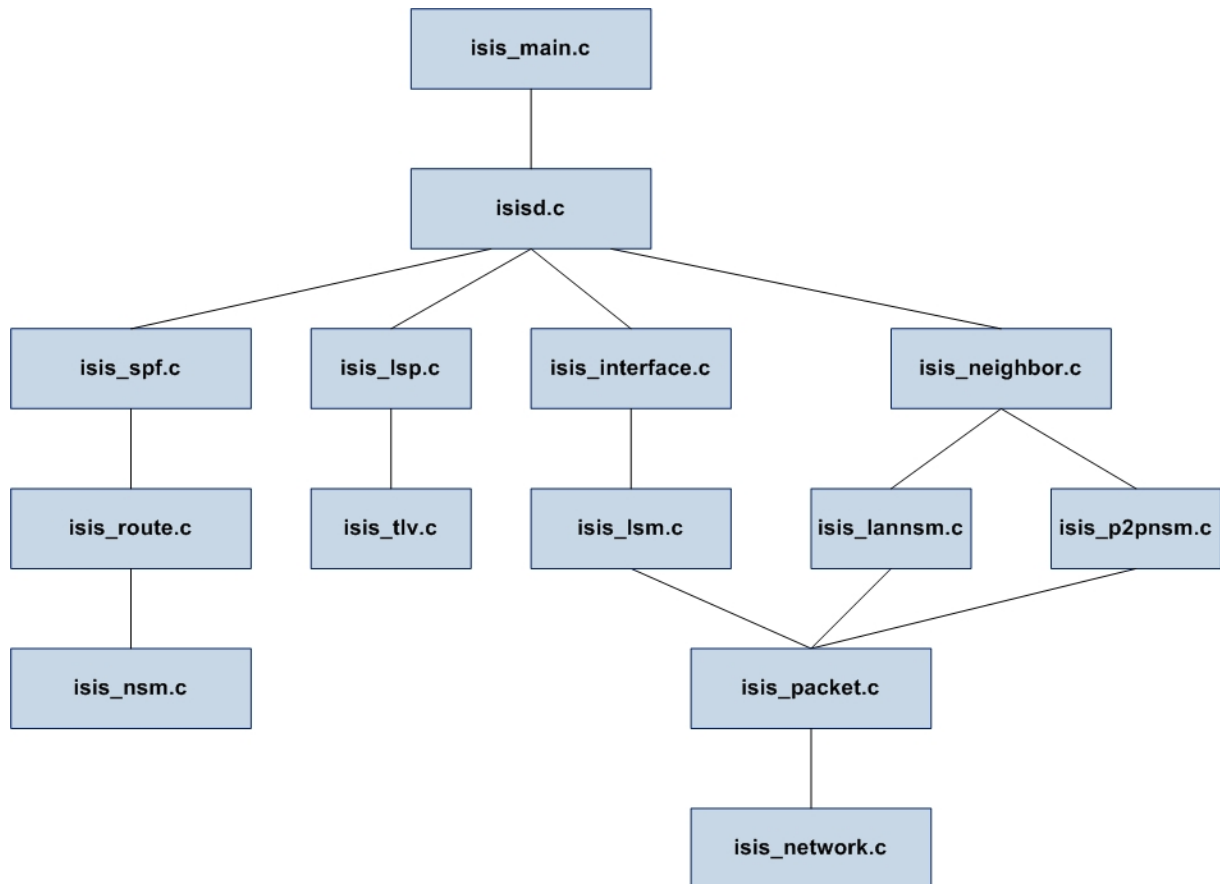 isis_main.c
isisd.c
isis_spf.c
isis_lsp.c
isis_interface.c
isis_neighbor.c
isis_route.c
isis_tlv.c
isis_lsm.c
isis_lannsm.c
isis_p2pnsm.c
isis_nsm.c
isis_packet.c
isis_network.c